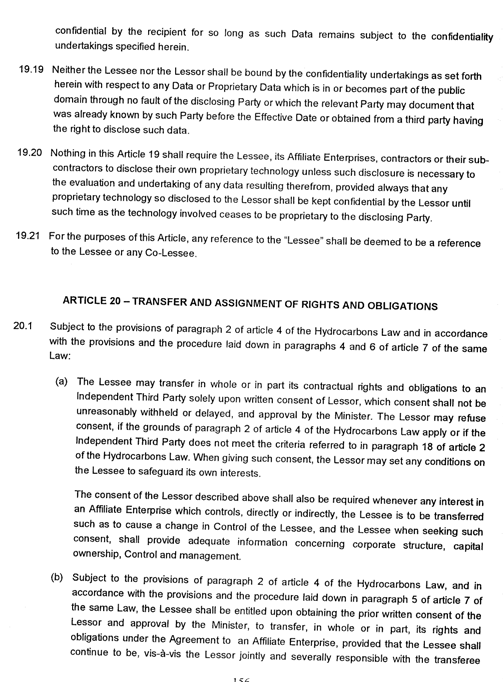 confidential by the recipient for so long as such Data remains subject to the confidentiality
undertakings specified herein.
19.19 Neither the Lessee nor the Lessor shall be bound by the confidentiality undertakings as set forth
herein with respect to any Data or Proprietary Data which is in or becomes part of the public
domain through no fault of the disclosing Party or which the relevant Party may document that
was already known by such Party before the Effective Date or obtained from a third party having
the right to disclose such data.
19.20 Nothing in this Article 19 shall require the Lessee, its Affiliate Enterprises, contractors or their sub-
contractors to disclose their own proprietary technology unless such disclosure is necessary to
the evaluation and undertaking of any data resulting therefrom, provided always that any
proprietary technology so disclosed to the Lessor shall be kept confidential by the Lessor until
such time as the technology involved ceases to be proprietary to the disclosing Party.
19.21 For the purposes of this Article, any reference to the "Lessee" shall be deemed to be a reference
to the Lessee or any Co-Lessee.
ARTICLE 20 – TRANSFER AND ASSIGNMENT OF RIGHTS AND OBLIGATIONS
20.1 Subject to the provisions of paragraph 2 of article 4 of the Hydrocarbons Law and in accordance
with the provisions and the procedure laid down in paragraphs 4 and 6 of article 7 of the same
Law:
(a) The Lessee may transfer in whole or in part its contractual rights and obligations to an
Independent Third Party solely upon written consent of Lessor, which consent shall not be
unreasonably withheld or delayed, and approval by the Minister. The Lessor may refuse
consent, if the grounds of paragraph 2 of article 4 of the Hydrocarbons Law apply or if the
Independent Third Party does not meet the criteria referred to in paragraph 18 of article 2
of the Hydrocarbons Law. When giving such consent, the Lessor may set any conditions on
the Lessee to safeguard its own interests.
The consent of the Lessor described above shall also be required whenever any interest in
an Affiliate Enterprise which controls, directly or indirectly, the Lessee is to be transferred
such as to cause a change in Control of the Lessee, and the Lessee when seeking such
consent, shall provide adequate information concerning corporate structure, capital
ownership, Control and management.
(b) Subject to the provisions of paragraph 2 of article 4 of the Hydrocarbons Law, and in
accordance with the provisions and the procedure laid down in paragraph 5 of article 7 of
the same Law, the Lessee shall be entitled upon obtaining the prior written consent of the
Lessor and approval by the Minister, to transfer, in whole or in part, its rights and
obligations under the Agreement to an Affiliate Enterprise, provided that the Lessee shall
continue to be, vis-à-vis the Lessor jointly and severally responsible with the transferee
156